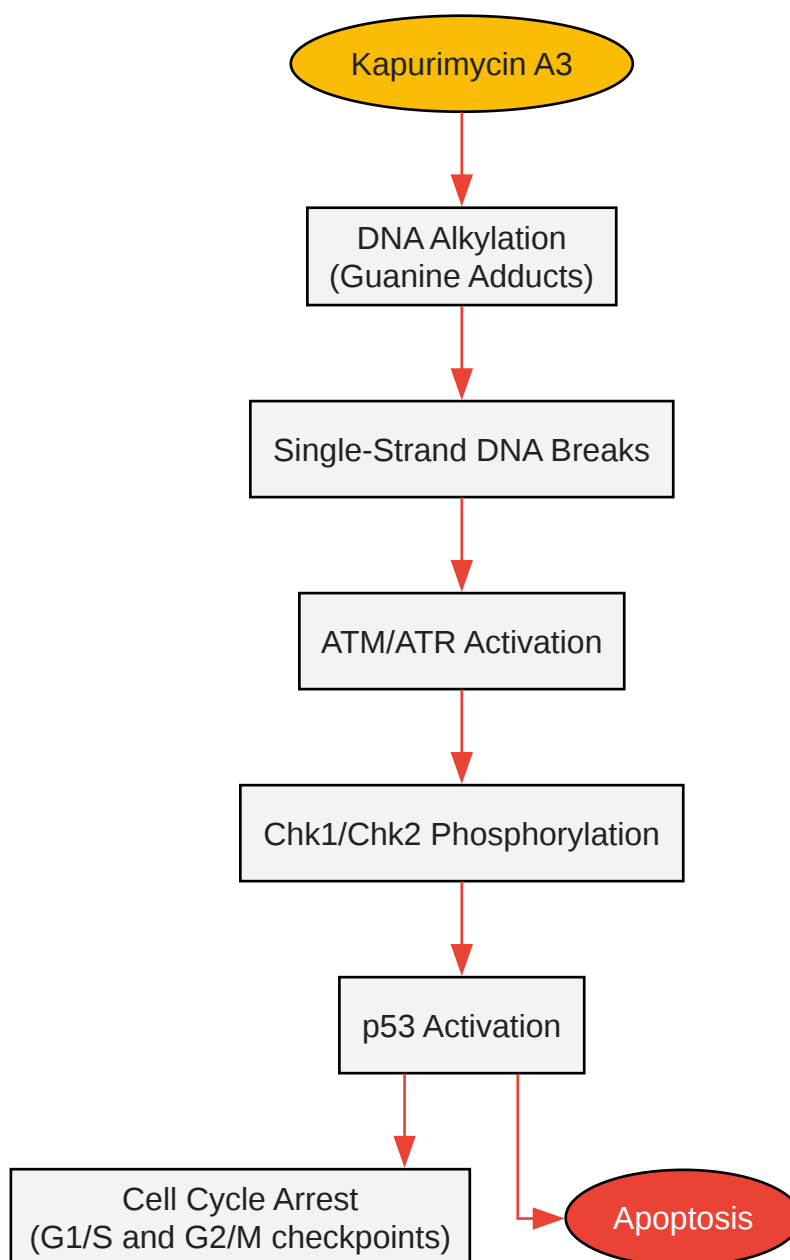 Kapurimycin A3
DNA Alkylation
(Guanine Adducts)
Single-Strand DNA Breaks
ATM/ATR Activation
Chk1/Chk2 Phosphorylation
p53 Activation
Cell Cycle Arrest
(G1/S and G2/M checkpoints)
Apoptosis